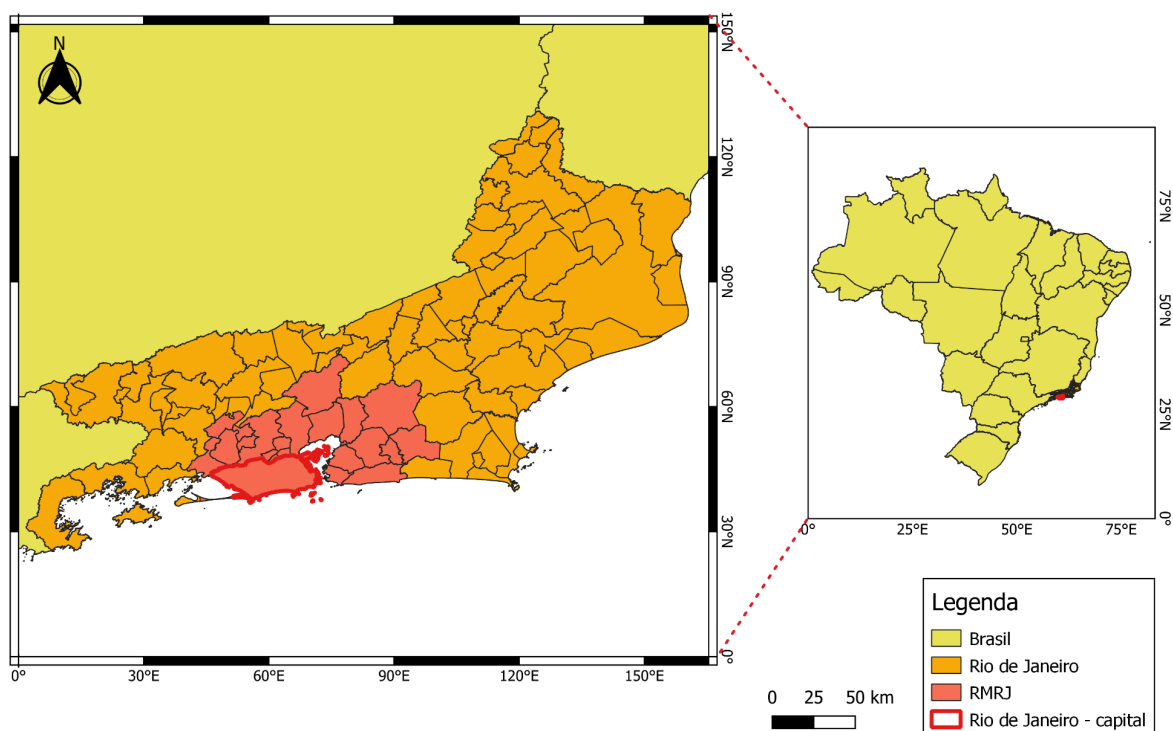 N
150°N
120°N
90°N
60°N
30°N
0°
0°
30°E
60°E
90°E
120°E
150°E
75°N
50°N
25°N
0°
0°
25°E
50°E
75°E
Legenda
Brasil
Rio de Janeiro
RMRJ
Rio de Janeiro - capital
0 25 50 km